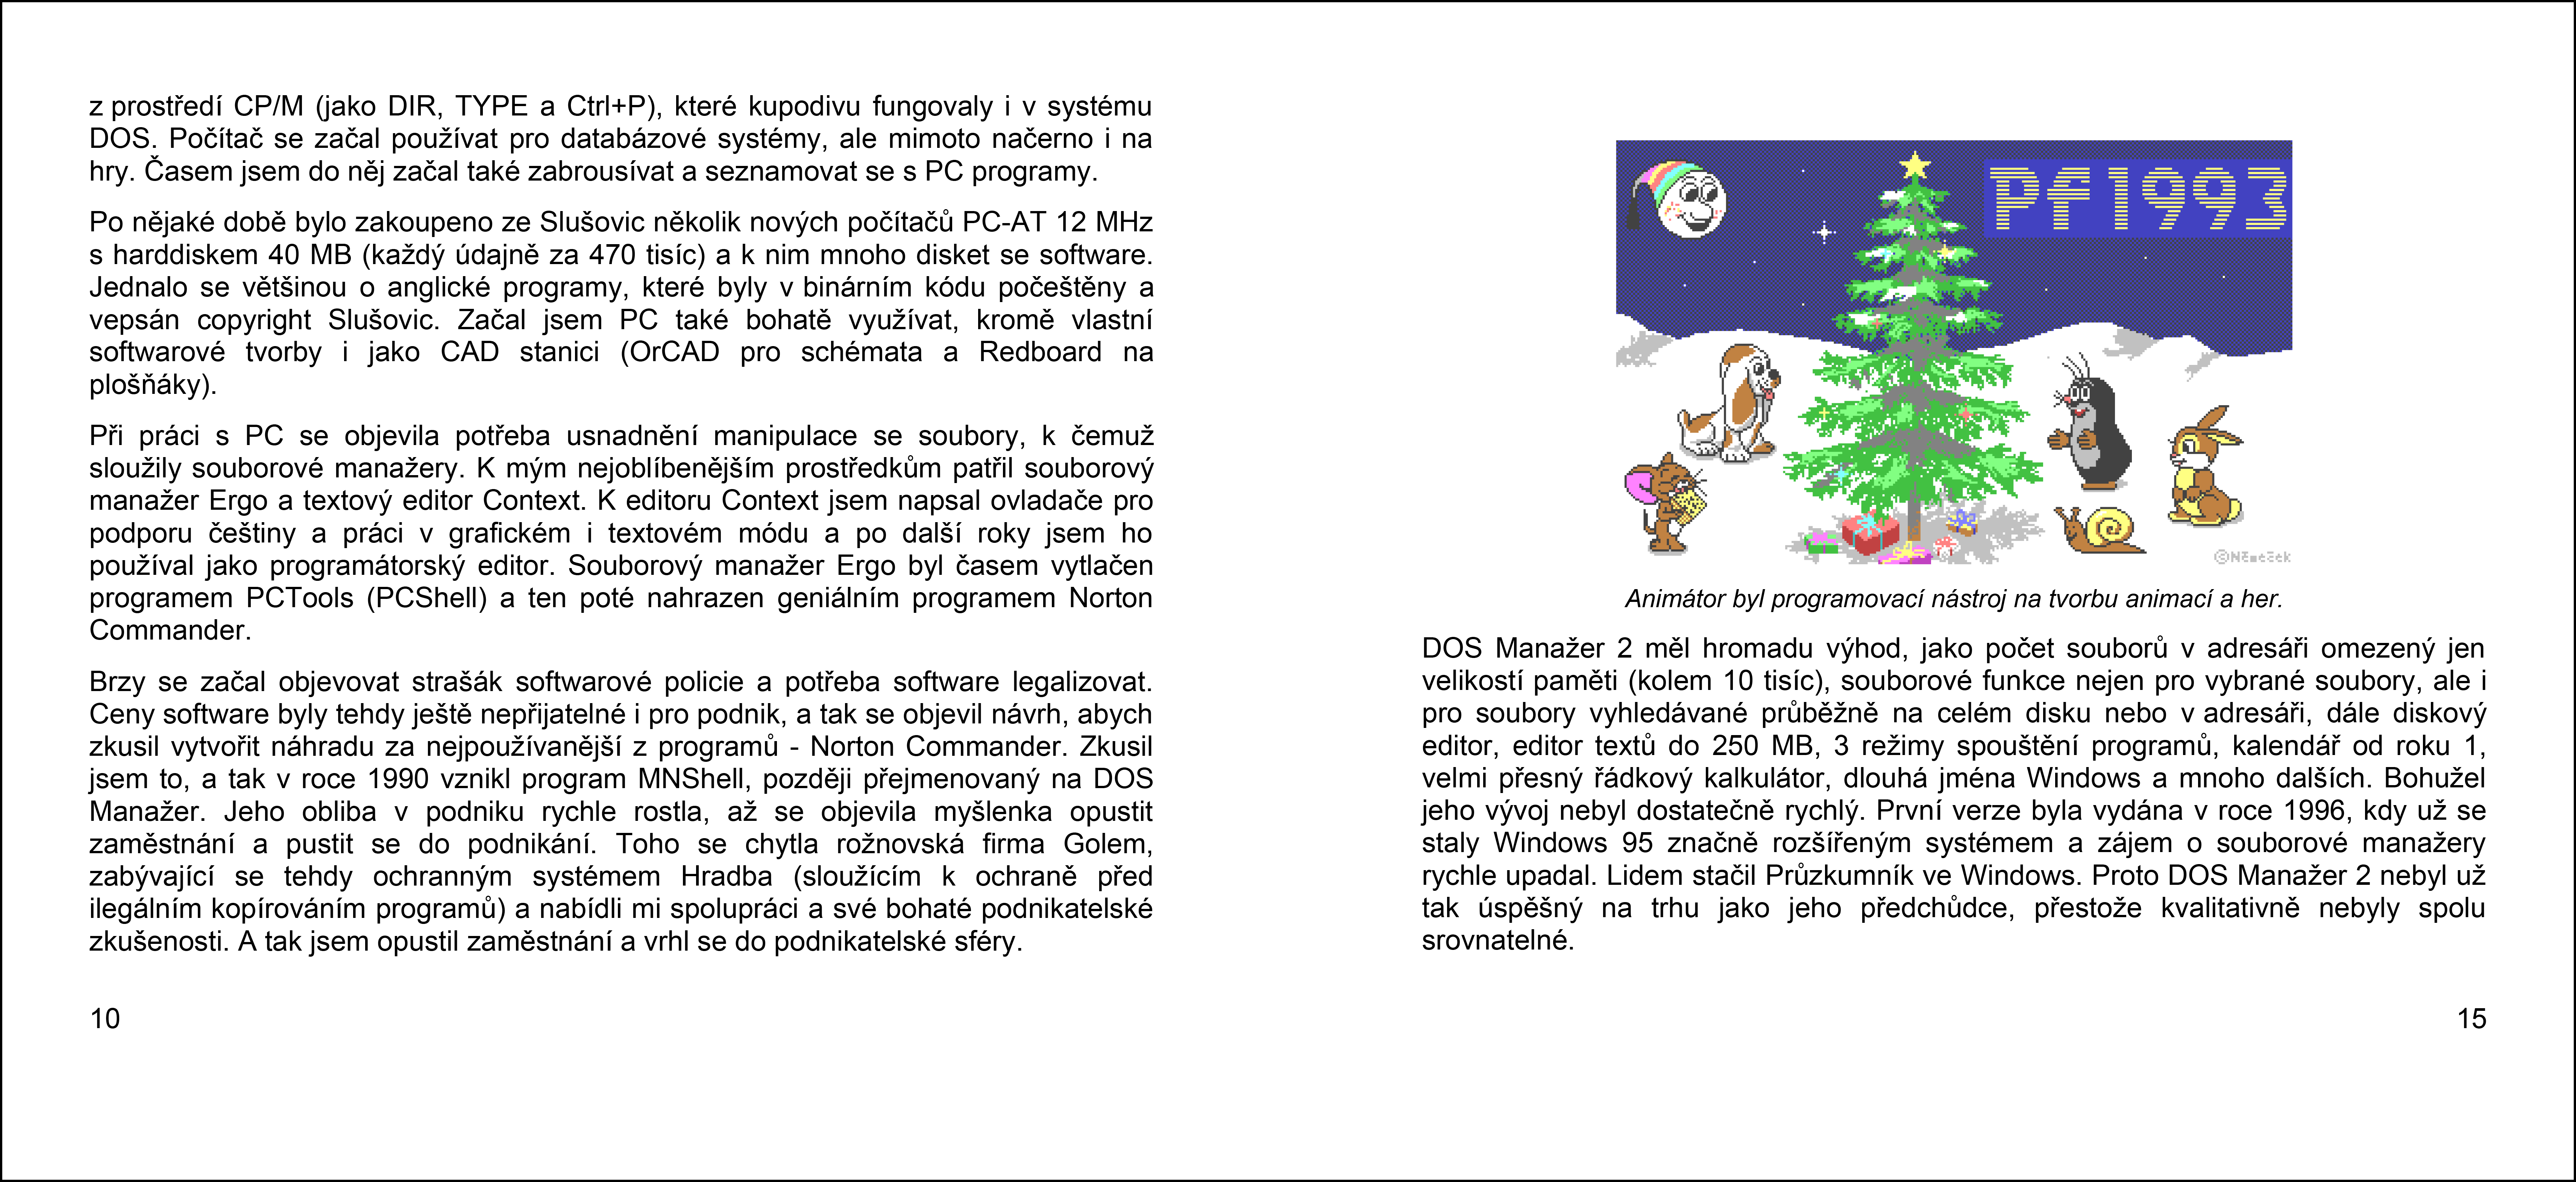 z prostředí CP/M (jako DIR, TYPE a Ctrl+P), které kupodivu fungovaly i v systému
DOS. Počítač se začal používat pro databázové systémy, ale mimoto načerno i na
hry. Časem jsem do něj začal také zabrousívat a seznamovat se s PC programy.
Po nějaké době bylo zakoupeno ze Slušovic několik nových počítačů PC-AT 12 MHz
s harddiskem 40 MB (každý údajně za 470 tisíc) a k nim mnoho disket se software.
Jednalo se většinou o anglické programy, které byly v binárním kódu počeštěny a
vepsán copyright Slušovic. Začal jsem PC také bohatě využívat, kromě vlastní
softwarové tvorby i jako CAD stanici (OrCAD pro schémata a Redboard na
plošňáky).
Při práci s PC se objevila potřeba usnadnění manipulace se soubory, k čemuž
sloužily souborové manažery. K mým nejoblíbenějším prostředkům patřil souborový
manažer Ergo a textový editor Context. K editoru Context jsem napsal ovladače pro
podporu češtiny a práci v grafickém i textovém módu a po další roky jsem ho
používal jako programátorský editor. Souborový manažer Ergo byl časem vytlačen
programem PCTools (PCShell) a ten poté nahrazen geniálním programem Norton
Commander.
Brzy se začal objevovat strašák softwarové policie a potřeba software legalizovat.
Ceny software byly tehdy ještě nepřijatelné i pro podnik, a tak se objevil návrh, abych
zkusil vytvořit náhradu za nejpoužívanější z programů - Norton Commander. Zkusil
jsem to, a tak v roce 1990 vznikl program MNShell, později přejmenovaný na DOS
Manažer. Jeho obliba v podniku rychle rostla, až se objevila myšlenka opustit
zaměstnání a pustit se do podnikání. Toho se chytla rožnovská firma Golem,
zabývající se tehdy ochranným systémem Hradba (sloužícím k ochraně před
ilegálním kopírováním programů) a nabídli mi spolupráci a své bohaté podnikatelské
zkušenosti. A tak jsem opustil zaměstnání a vrhl se do podnikatelské sféry.
10
Pf 1993
©Němeček
Animátor byl programovací nástroj na tvorbu animací a her.
DOS Manažer 2 měl hromadu výhod, jako počet souborů v adresáři omezený jen
velikostí paměti (kolem 10 tisíc), souborové funkce nejen pro vybrané soubory, ale i
pro soubory vyhledávané průběžně na celém disku nebo v adresáři, dále diskový
editor, editor textů do 250 MB, 3 režimy spouštění programů, kalendář od roku 1,
velmi přesný řádkový kalkulátor, dlouhá jména Windows a mnoho dalších. Bohužel
jeho vývoj nebyl dostatečně rychlý. První verze byla vydána v roce 1996, kdy už se
staly Windows 95 značně rozšířeným systémem a zájem o souborové manažery
rychle upadal. Lidem stačil Průzkumník ve Windows. Proto DOS Manažer 2 nebyl už
tak úspěšný na trhu jako jeho předchůdce, přestože kvalitativně nebyly spolu
srovnatelné.
15